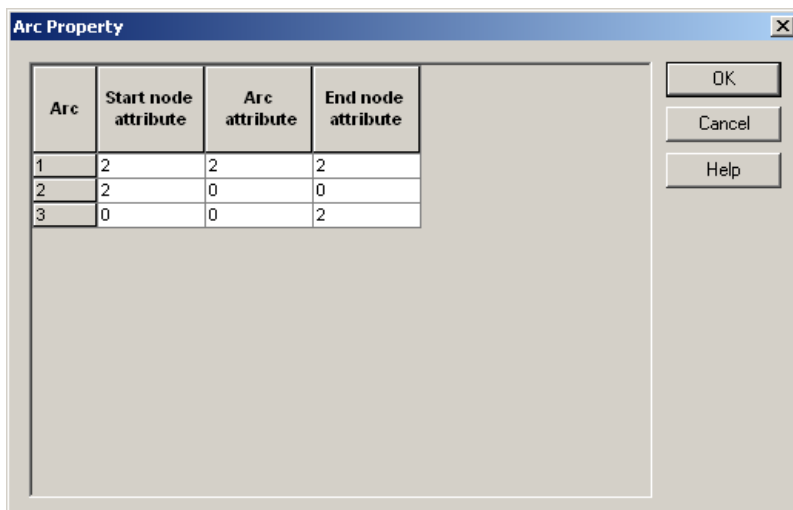 Arc Property
Arc Start node attribute Arc attribute End node attribute
1 2 2 2
2 2 0 0
3 0 0 2
OK
Cancel
Help